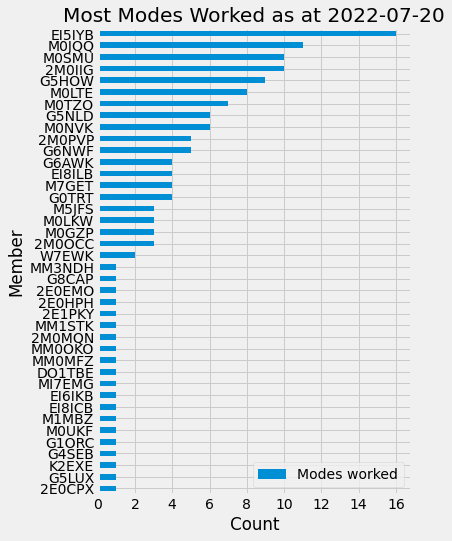 Most Modes Worked as at 2022-07-20
EI5IYB
M0JQQ
M0SMU
2M0IIG
G5HOW
M0LTE
M0TZO
G5NLD
M0NVK
2M0PVP
G6NWF
G6AWK
EI8ILB
M7GET
G0TRT
M5JFS
M0LKW
M0GZP
2M0OCC
W7EWK
MM3NDH
G8CAP
2E0EMO
2E0HPH
2E1PKY
MM1STK
2M0MQN
MM0OKO
MM0MFZ
DO1TBE
MI7EMG
EI6IKB
EI8ICB
M1MBZ
M0UKF
G1ORC
G4SEB
K2EXE
G5LUX
2E0CPX
Member
Modes worked
0 2 4 6 8 10 12 14 16
Count